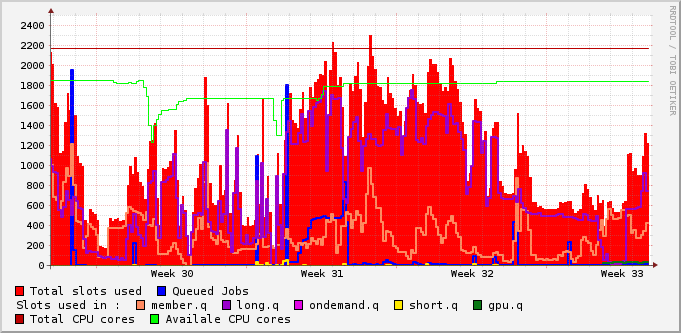 2400
2200
2000
1800
1600
1400
1200
1000
800
600
400
200
0
Week 30 Week 31 Week 32 Week 33
Total slots used Queued Jobs
Slots used in : member.q long.q ondemand.q short.q gpu.q
Total CPU cores Availale CPU cores
RRDTOOL / TOBI OETIKER